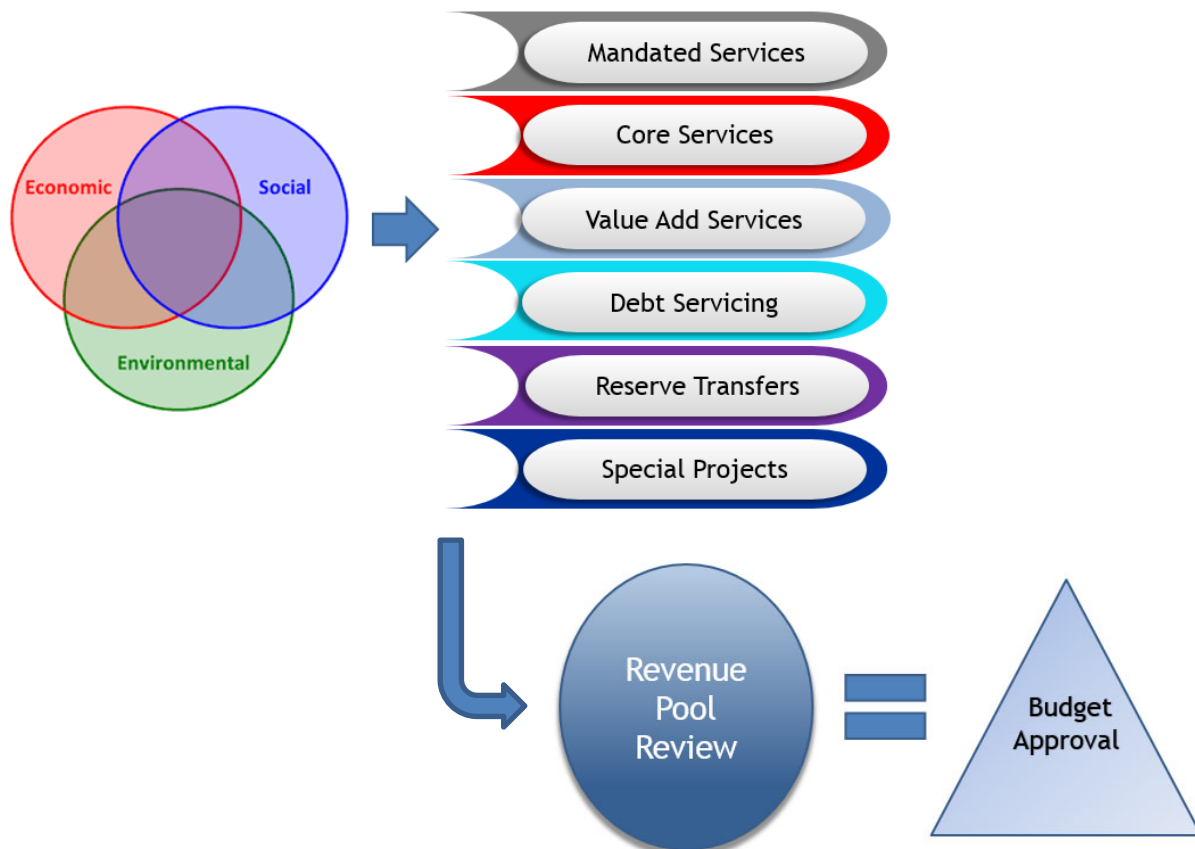 Economic
Social
Environmental
Mandated Services
Core Services
Value Add Services
Debt Servicing
Reserve Transfers
Special Projects
Revenue
Pool
Review
Budget
Approval